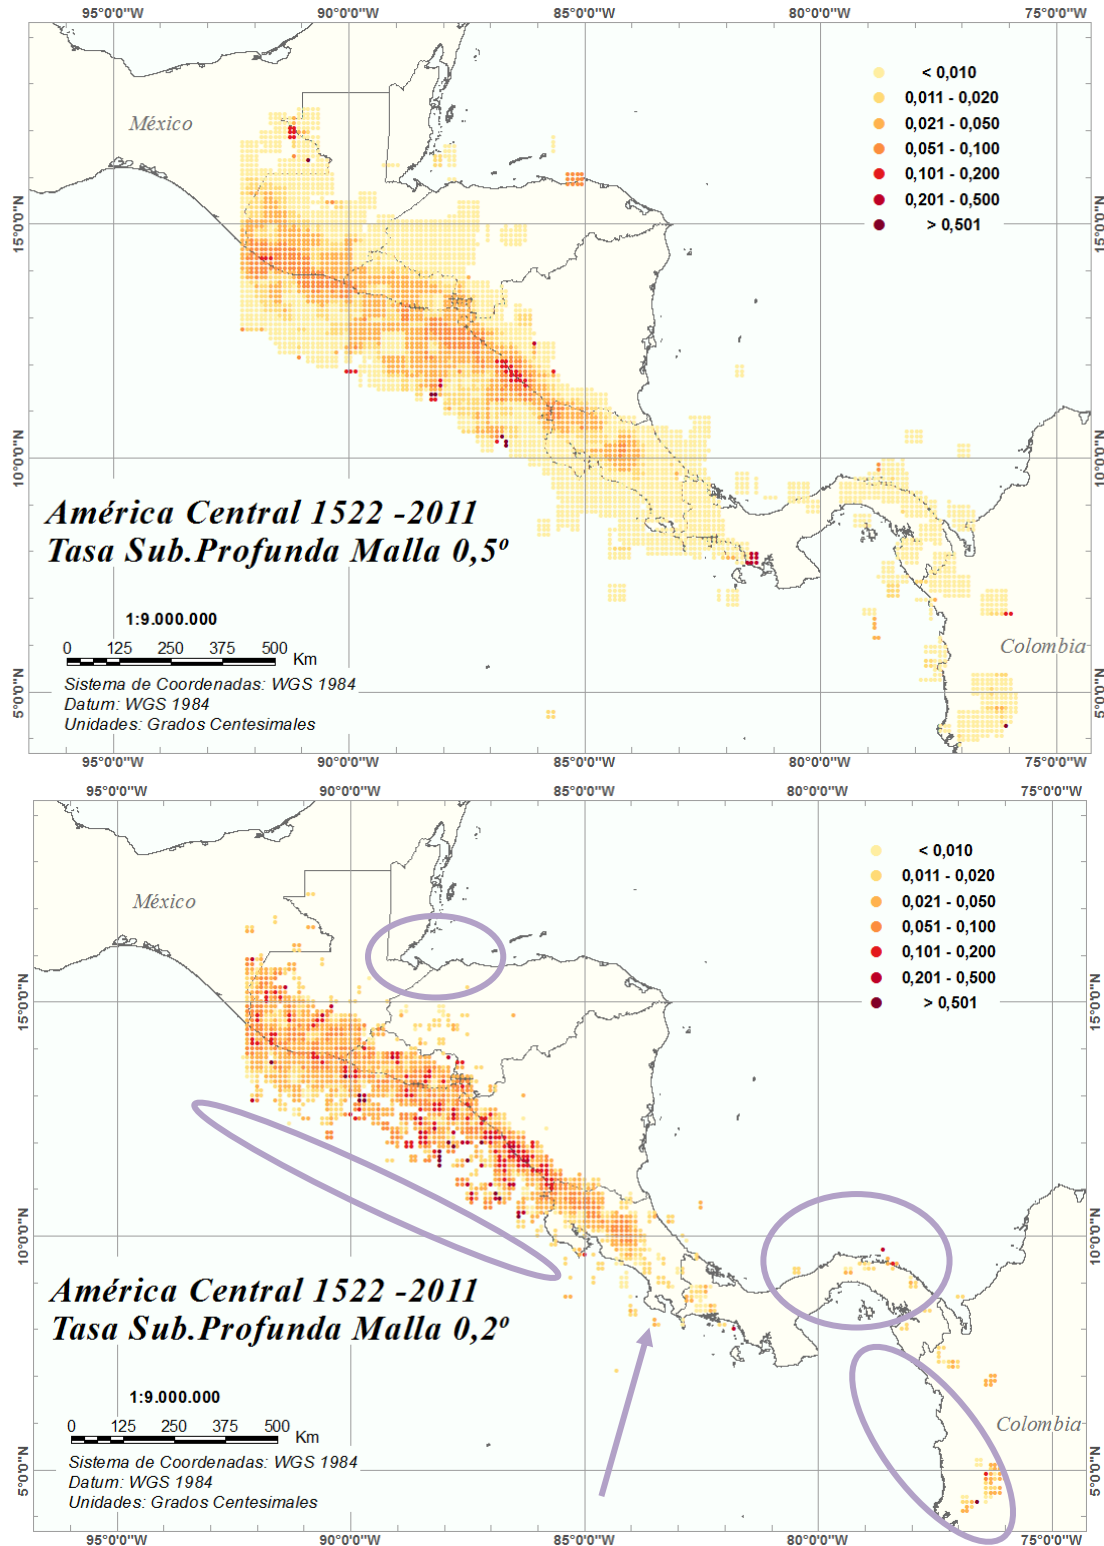 95°0'0"W 90°0'0"W 85°0'0"W 80°0'0"W 75°0'0"W
México
< 0,010
0,011 - 0,020
0,021 - 0,050
0,051 - 0,100
0,101 - 0,200
0,201 - 0,500
> 0,501
15°0'0"N 15°0'0"N
10°0'0"N 10°0'0"N
América Central 1522 -2011
Tasa Sub.Profunda Malla 0,5º
1:9.000.000
0 125 250 375 500 Km
Sistema de Coordenadas: WGS 1984
Datum: WGS 1984
Unidades: Grados Centesimales
Colombia
5°0'0"N 5°0'0"N
95°0'0"W 90°0'0"W 85°0'0"W 80°0'0"W 75°0'0"W
México
< 0,010
0,011 - 0,020
0,021 - 0,050
0,051 - 0,100
0,101 - 0,200
0,201 - 0,500
> 0,501
15°0'0"N 15°0'0"N
10°0'0"N 10°0'0"N
América Central 1522 -2011
Tasa Sub.Profunda Malla 0,2º
1:9.000.000
0 125 250 375 500 Km
Sistema de Coordenadas: WGS 1984
Datum: WGS 1984
Unidades: Grados Centesimales
Colombia
5°0'0"N 5°0'0"N
95°0'0"W 90°0'0"W 85°0'0"W 80°0'0"W 75°0'0"W